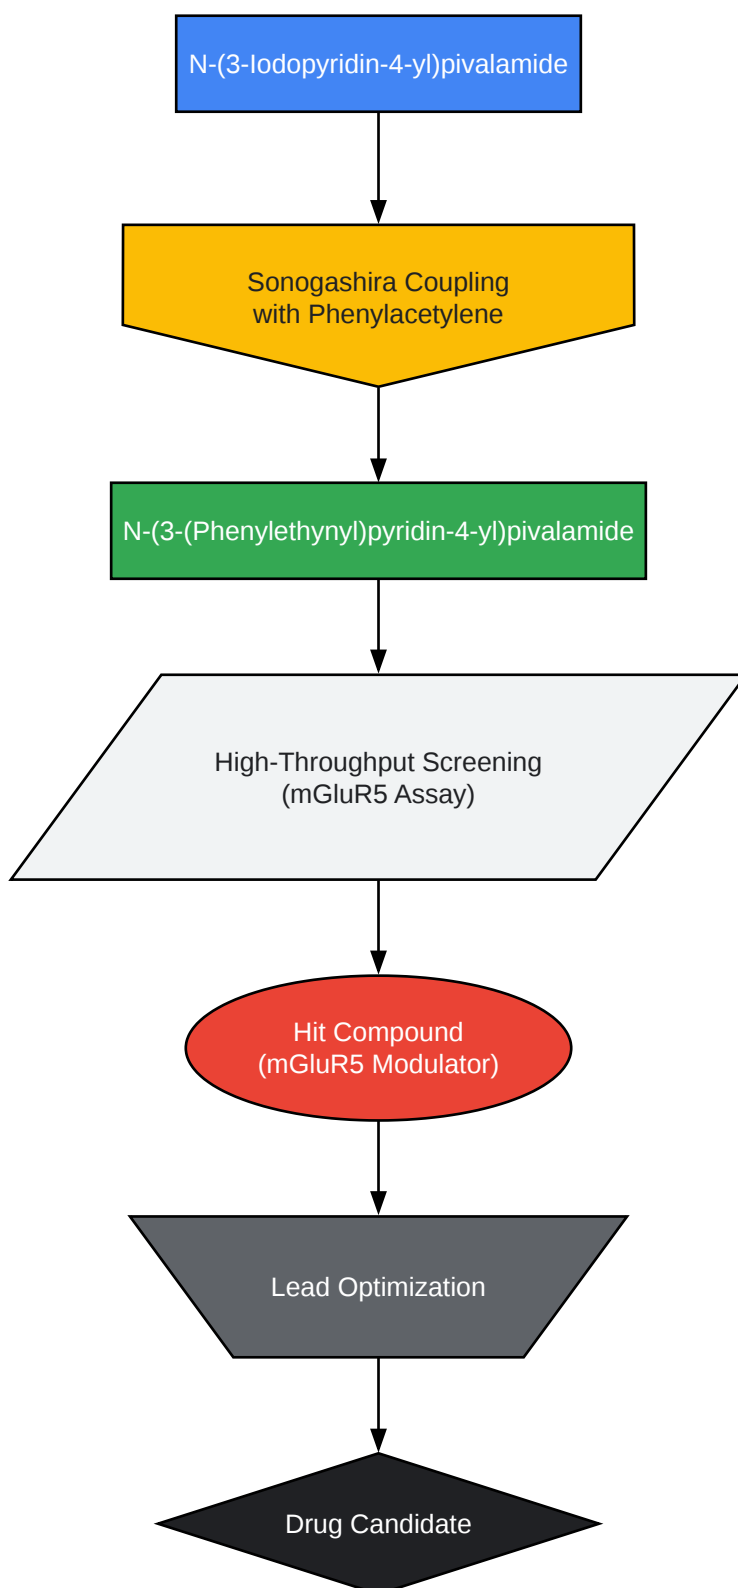 N-(3-Iodopyridin-4-yl)pivalamide
Sonogashira Coupling
with Phenylacetylene
N-(3-(Phenylethynyl)pyridin-4-yl)pivalamide
High-Throughput Screening
(mGluR5 Assay)
Hit Compound
(mGluR5 Modulator)
Lead Optimization
Drug Candidate